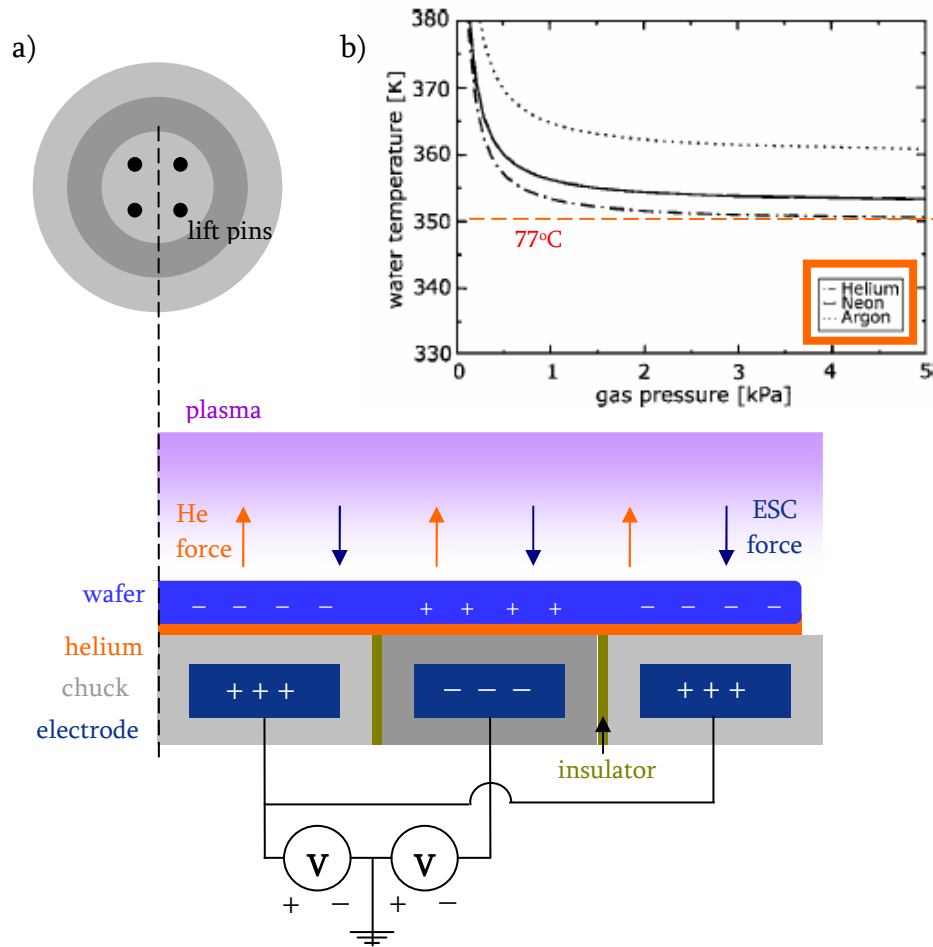 a)
lift pins
b)
water temperature [K]
380
370
360
350
340
330
77°C
Helium
Neon
Argon
0
1
2
3
4
5
gas pressure [kPa]
plasma
He
force
ESC
force
wafer
− − − −
+ + + +
− − − −
helium
chuck
electrode
+ + +
− − −
+ + +
insulator
V
V
+ −
+ −